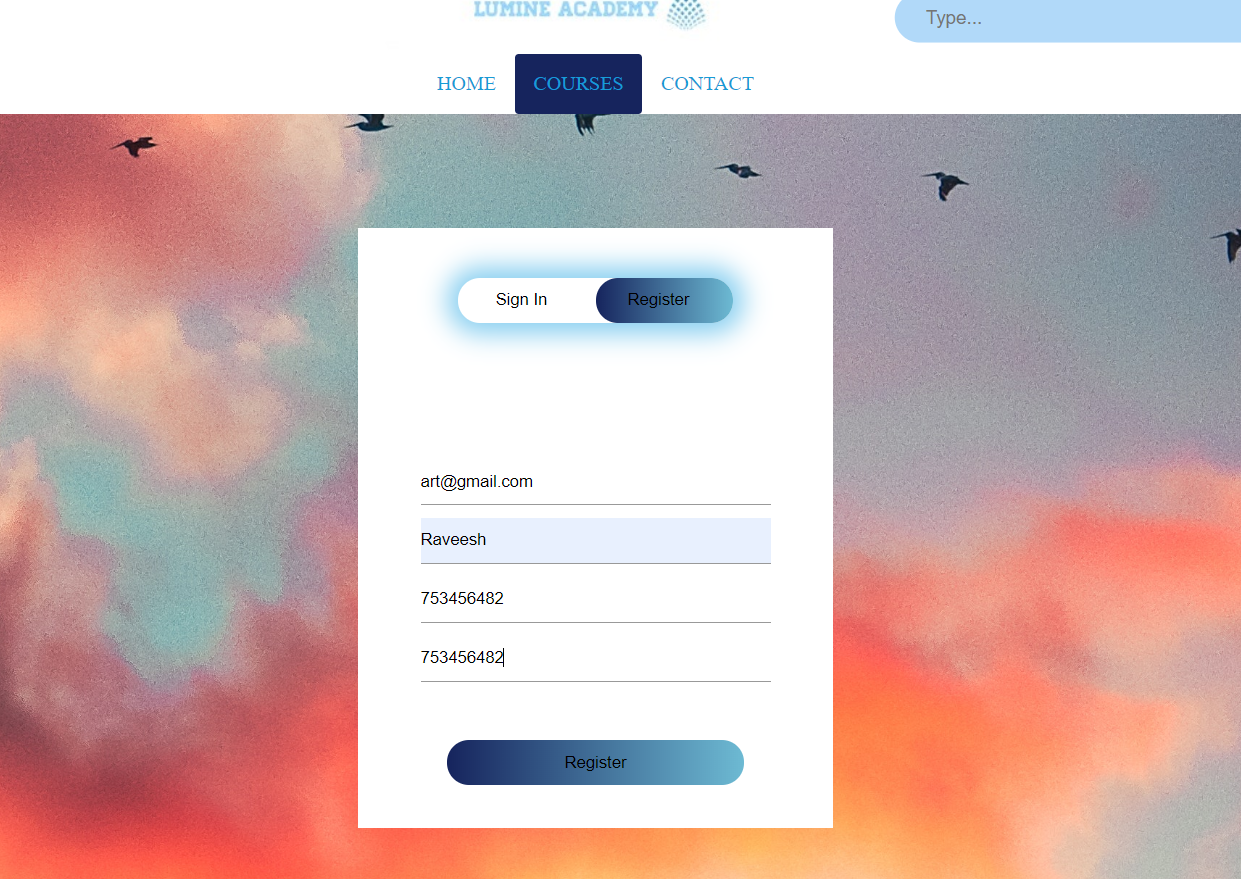 LUMINE ACADEMY
Type...
HOME COURSES CONTACT
Sign In Register
art@gmail.com
Raveesh
753456482
753456482
Register